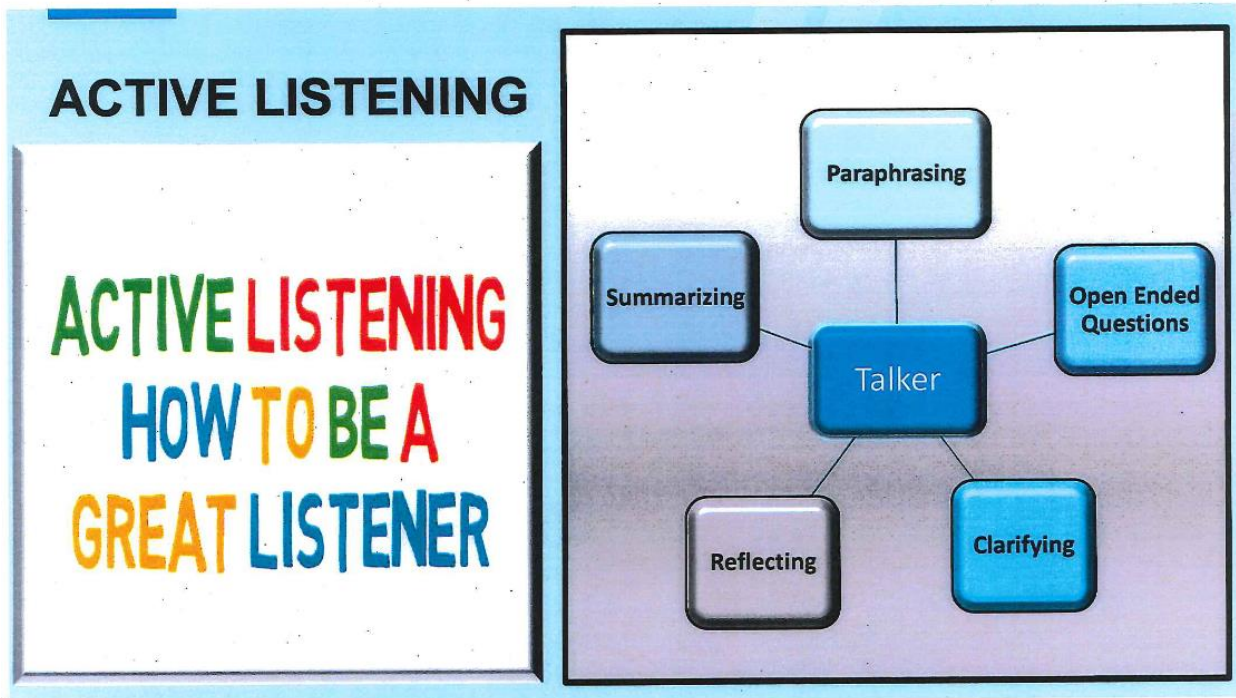 ACTIVE LISTENING
ACTIVE LISTENING
HOW TO BE A
GREAT LISTENER
Paraphrasing
Summarizing
Open Ended
Questions
Talker
Reflecting
Clarifying